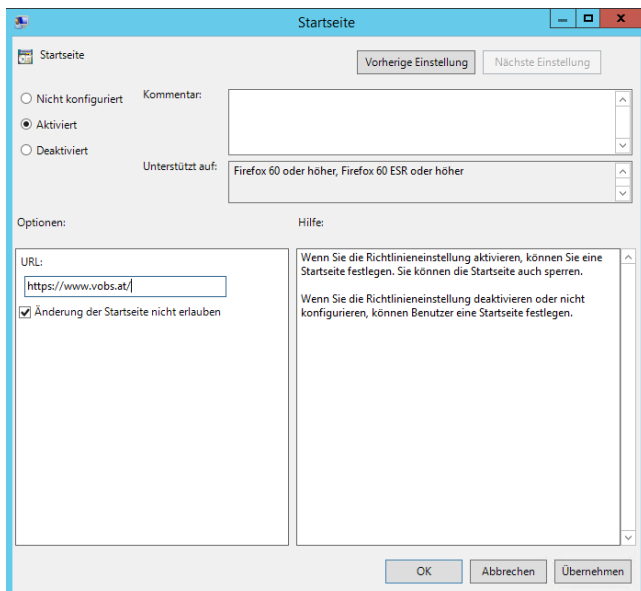 Startseite
Startseite
Vorherige Einstellung
Nächste Einstellung
Nicht konfiguriert
Kommentar:
Aktiviert
Deaktiviert
Unterstützt auf:
Firefox 60 oder höher, Firefox 60 ESR oder höher
Optionen:
Hilfe:
URL:
https://www.vobs.at/
Änderung der Startseite nicht erlauben
Wenn Sie die Richtlinieneinstellung aktivieren, können Sie eine
Startseite festlegen. Sie können die Startseite auch sperren.
Wenn Sie die Richtlinieneinstellung deaktivieren oder nicht
konfigurieren, können Benutzer eine Startseite festlegen.
OK
Abbrechen
Übernehmen